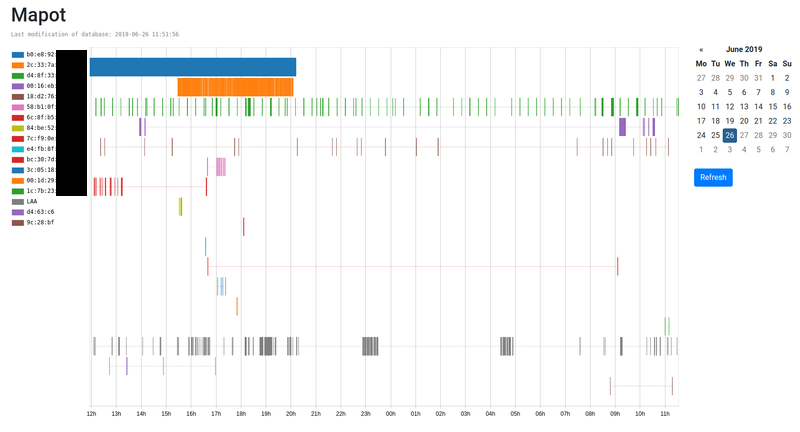 Mapot
Last modification of database: 2019-06-26 11:51:56
b0:e8:92:
2c:33:7a:
d4:8f:33:
00:16:eb:
18:d2:76:
58:b1:0f:
6c:8f:b5:
84:be:52:
7c:f9:0e:
e4:fb:8f:
bc:30:7d:
3c:05:18:
00:1d:29:
1c:7b:23:
LAA
d4:63:c6
9c:28:bf
12h 13h 14h 15h 16h 17h 18h 19h 20h 21h 22h 23h 00h 01h 02h 03h 04h 05h 06h 07h 08h 09h 10h 11h
« June 2019
Mo Tu We Th Fr Sa Su
27 28 29 30 31 1 2
3 4 5 6 7 8 9
10 11 12 13 14 15 16
17 18 19 20 21 22 23
24 25 26 27 28 29 30
1 2 3 4 5 6 7
Refresh